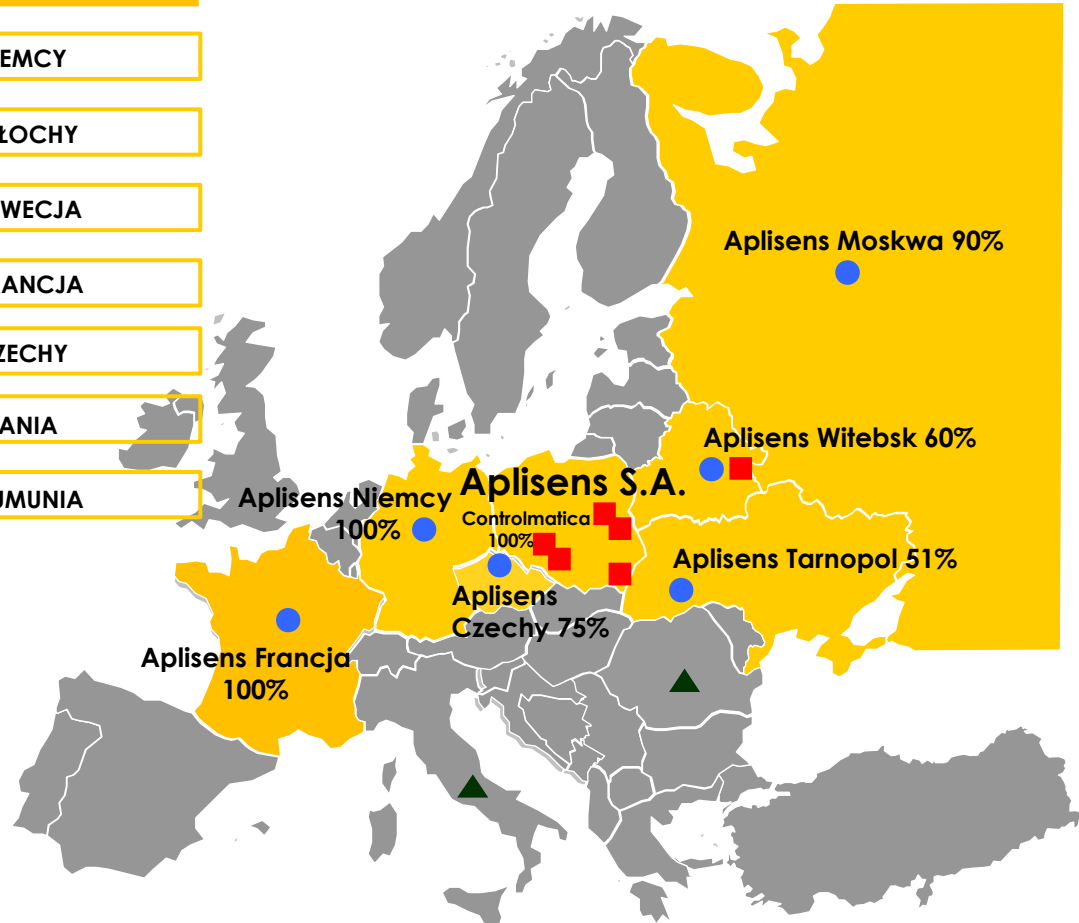 EMCY
ŁOCHY
WECJA
ANCJA
ZECHY
ANIA
UMUNIA
Aplisens Moskwa 90%
Aplisens Witebsk 60%
Aplisens S.A.
Aplisens Niemcy
100%
Controlmatica
100%
Aplisens Tarnopol 51%
Aplisens
Czechy 75%
Aplisens Francja
100%